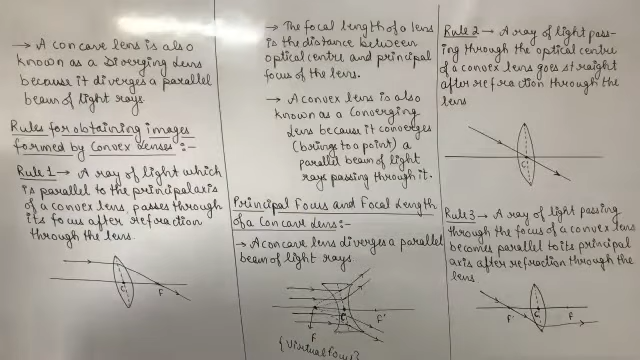 → A concave lens is also
known as a Diverging Lens
because it diverges a parallel
beam of light rays.
Rules for obtaining images
formed by Convex Lenses :-
Rule 1 → A ray of light which
is parallel to the principal axis
of a convex lens, passes through
its focus after refraction
through the lens.
C
F
→ The focal length of a lens
is the distance between
optical centre and principal
focus of the lens.
→ A convex lens is also
known as a Converging
Lens because it converges
(brings to a point) a
parallel beam of light
rays passing through it.
Principal Focus and Focal Length
of a Concave Lens :-
→ A concave lens diverges a parallel
beam of light rays.
C
F'
F
{Virtual Focus}
Rule 2 → A ray of light pass-
ing through the optical centre
of a convex lens goes straight
after refraction through the
lens
C
Rule 3 → A ray of light passing
through the focus of a convex lens
becomes parallel to its principal
axis after refraction through the
lens
F'
C
F